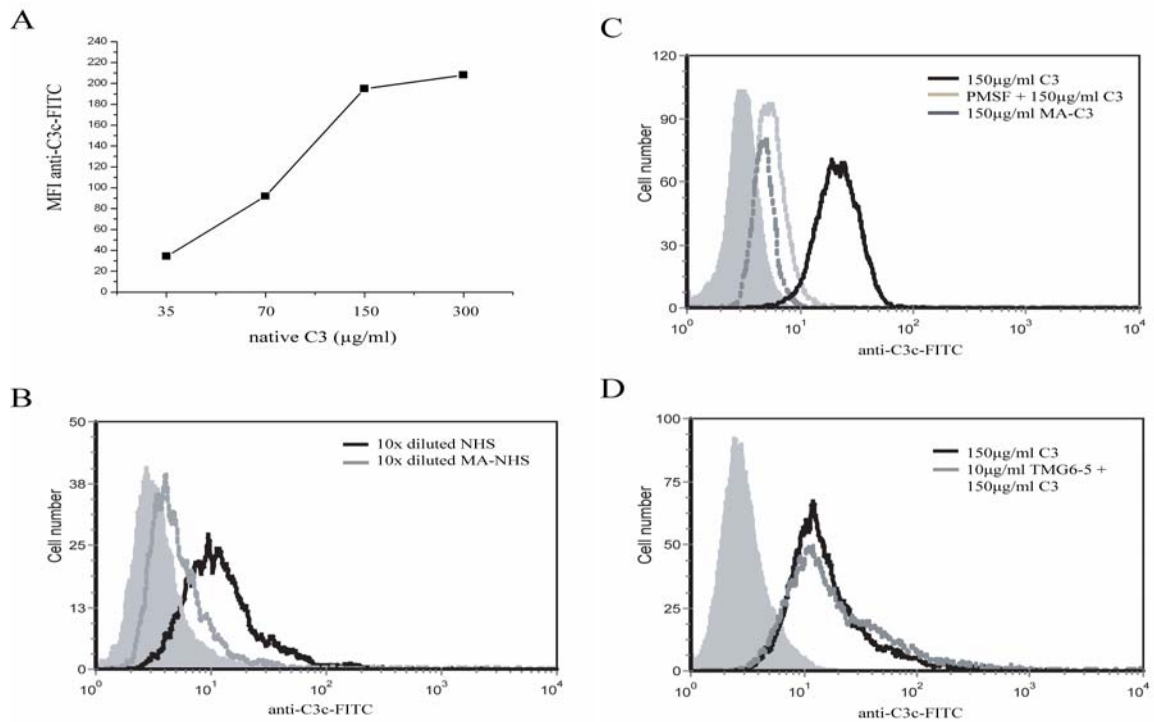 A
240
220
200
180
160
140
120
100
80
60
40
20
0
MFI anti-C3c-FITC
35 70 150 300
native C3 (µg/ml)
B
50
38
25
13
0
Cell number
10x diluted NHS
10x diluted MA-NHS
10^0 10^1 10^2 10^3 10^4
anti-C3c-FITC
C
120
90
60
30
0
Cell number
150µg/ml C3
PMSF + 150µg/ml C3
150µg/ml MA-C3
10^0 10^1 10^2 10^3 10^4
anti-C3c-FITC
D
100
75
50
25
0
Cell number
150µg/ml C3
10µg/ml TMG6-5 +
150µg/ml C3
10^0 10^1 10^2 10^3 10^4
anti-C3c-FITC